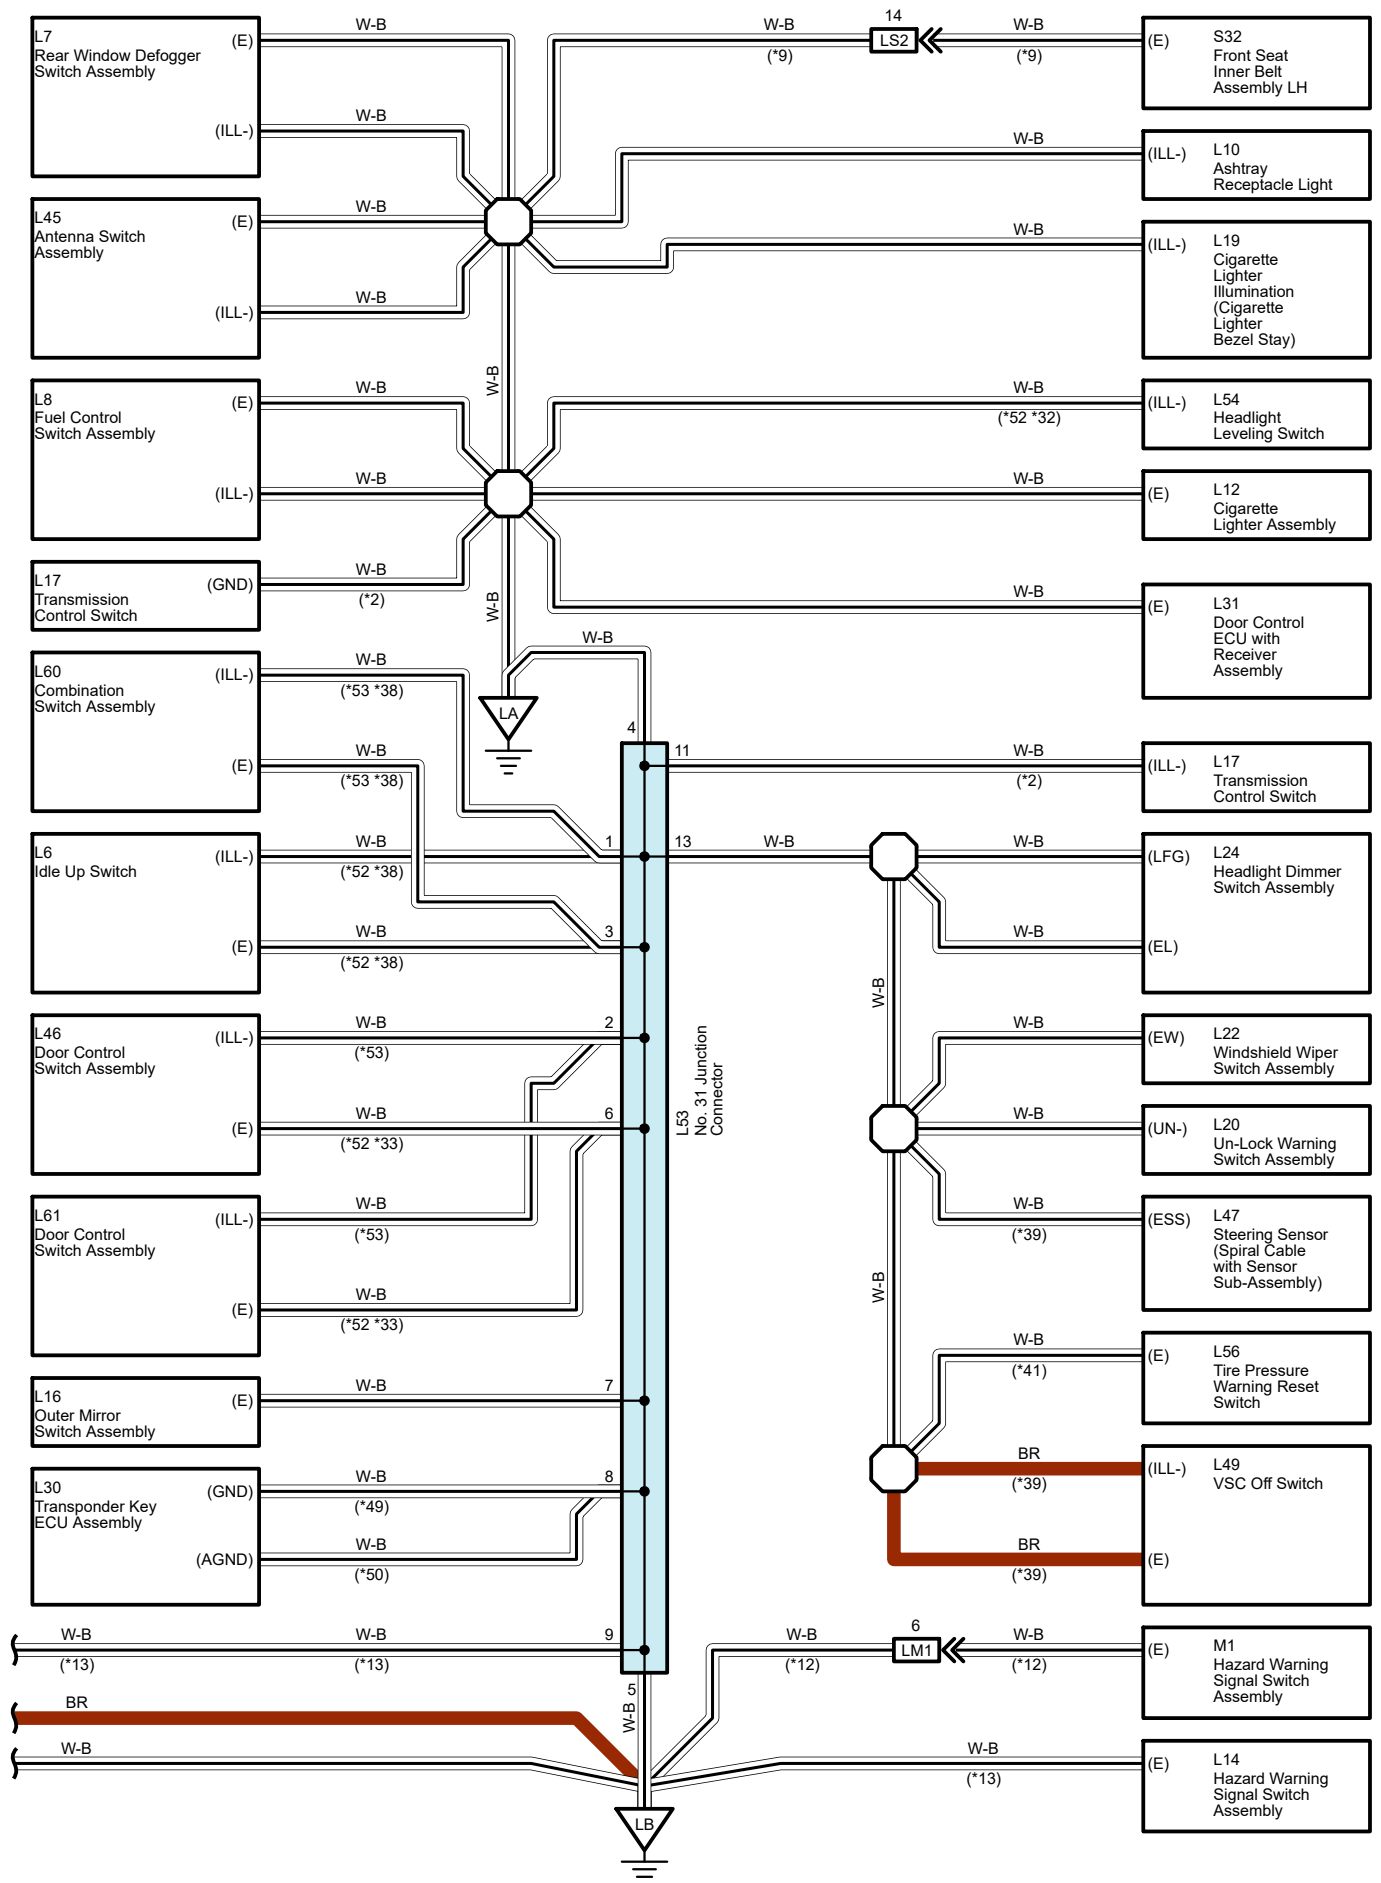 L7
Rear Window Defogger
Switch Assembly
(E)
W-B
(ILL-)
W-B
L45
Antenna Switch
Assembly
(E)
W-B
(ILL-)
W-B
L8
Fuel Control
Switch Assembly
(E)
W-B
(ILL-)
W-B
L17
Transmission
Control Switch
(GND)
W-B
(*2)
L60
Combination
Switch Assembly
(ILL-)
W-B
(*53 *38)
(E)
W-B
(*53 *38)
L6
Idle Up Switch
(ILL-)
W-B
(*52 *38)
1
(E)
W-B
(*52 *38)
3
L46
Door Control
Switch Assembly
(ILL-)
W-B
(*53)
2
(E)
W-B
(*52 *33)
6
L61
Door Control
Switch Assembly
(ILL-)
W-B
(*53)
(E)
W-B
(*52 *33)
L16
Outer Mirror
Switch Assembly
(E)
W-B
7
L30
Transponder Key
ECU Assembly
(GND)
W-B
(*49)
8
(AGND)
W-B
(*50)
W-B
(*13)
W-B
(*13)
9
BR
W-B
W-B
W-B
W-B
LA
4
L53
No. 31 Junction
Connector
5
W-B
LB
W-B
(*9)
14
LS2
W-B
(*9)
(E)
S32
Front Seat
Inner Belt
Assembly LH
W-B
(ILL-)
L10
Ashtray
Receptacle Light
W-B
(ILL-)
L19
Cigarette
Lighter
Illumination
(Cigarette
Lighter
Bezel Stay)
W-B
(*52 *32)
(ILL-)
L54
Headlight
Leveling Switch
W-B
(E)
L12
Cigarette
Lighter Assembly
W-B
(E)
L31
Door Control
ECU with
Receiver
Assembly
11
W-B
(*2)
(ILL-)
L17
Transmission
Control Switch
13
W-B
W-B
(LFG)
L24
Headlight Dimmer
Switch Assembly
W-B
(EL)
W-B
W-B
(EW)
L22
Windshield Wiper
Switch Assembly
W-B
(UN-)
L20
Un-Lock Warning
Switch Assembly
W-B
(*39)
(ESS)
L47
Steering Sensor
(Spiral Cable
with Sensor
Sub-Assembly)
W-B
W-B
(*41)
(E)
L56
Tire Pressure
Warning Reset
Switch
BR
(*39)
(ILL-)
L49
VSC Off Switch
BR
(*39)
(E)
W-B
(*12)
6
LM1
W-B
(*12)
(E)
M1
Hazard Warning
Signal Switch
Assembly
W-B
(*13)
(E)
L14
Hazard Warning
Signal Switch
Assembly